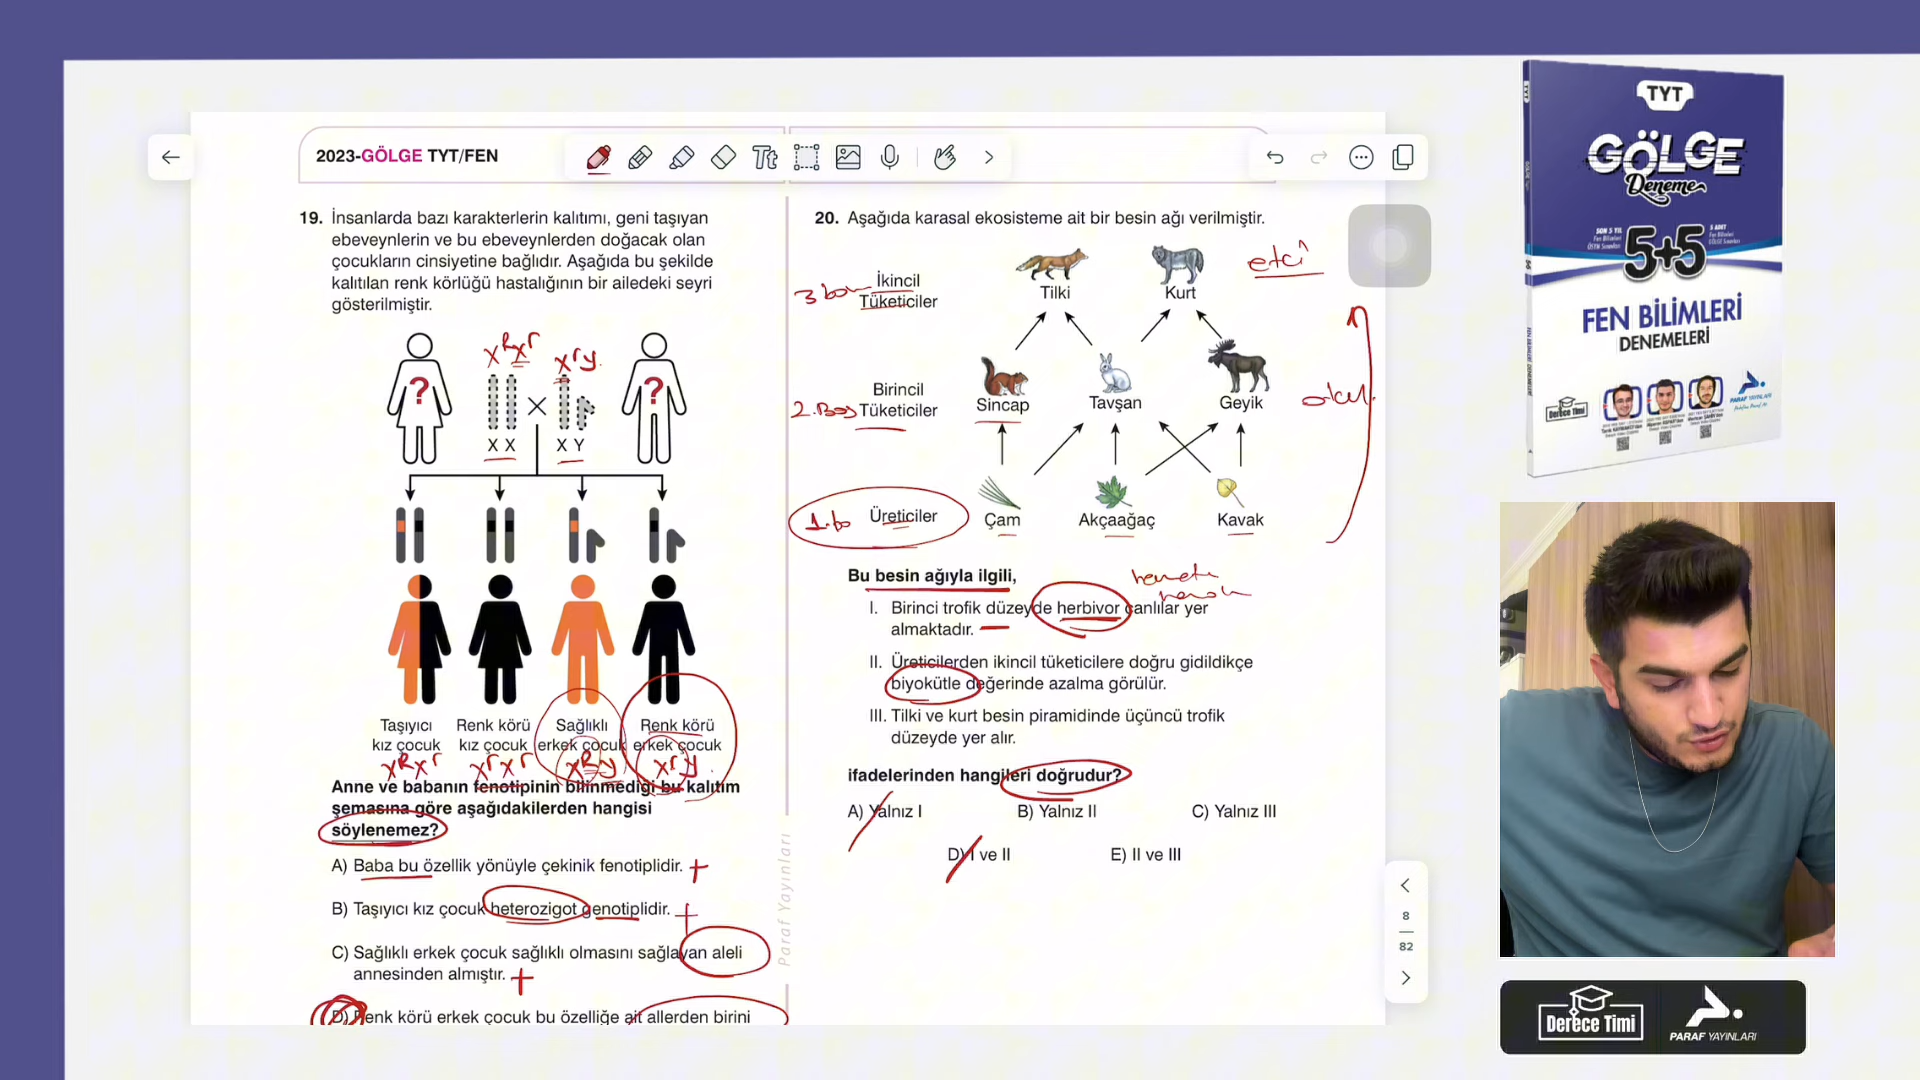 2023-GÖLGE TYT/FEN
Tt
19. İnsanlarda bazı karakterlerin kalıtımı, geni taşıyan
ebeveynlerin ve bu ebeveynlerden doğacak olan
çocukların cinsiyetine bağlıdır. Aşağıda bu şekilde
kalıtılan renk körlüğü hastalığının bir ailedeki seyri
gösterilmiştir.
? ?
X^R X^r
X^r y
X X
X Y
Taşıyıcı
kız çocuk
Renk körü
kız çocuk
Sağlıklı
erkek çocuk
Renk körü
erkek çocuk
X^R X^r
X^r X^r
X^R y
X^r y
Anne ve babanın fenotipinin bilinmediği bu kalıtım
şemasına göre aşağıdakilerden hangisi
söylenemez?
A) Baba bu özellik yönüyle çekinik fenotiplidir. +
B) Taşıyıcı kız çocuk heterozigot genotiplidir. +
C) Sağlıklı erkek çocuk sağlıklı olmasını sağlayan aleli
annesinden almıştır. +
D) Renk körü erkek çocuk bu özelliğe ait allerden birini
Paraf Yayınları
20. Aşağıda karasal ekosisteme ait bir besin ağı verilmiştir.
etci
İkincil
Tüketiciler
Tilki
Kurt
Birincil
Tüketiciler
Sincap
Tavşan
Geyik
Üreticiler
Çam
Akçaağaç
Kavak
Bu besin ağıyla ilgili,
I. Birinci trofik düzeyde herbivor canlılar yer
almaktadır.
II. Üreticilerden ikincil tüketicilere doğru gidildikçe
biyokütle değerinde azalma görülür.
III. Tilki ve kurt besin piramidinde üçüncü trofik
düzeyde yer alır.
ifadelerinden hangileri doğrudur?
A) Yalnız I
B) Yalnız II
C) Yalnız III
D) I ve II
E) II ve III
8
82
TYT
GÖLGE
Deneme
5+5
FEN BİLİMLERİ
DENEMELERİ
Derece Timi
PARAF YAYINLARI
Derece Timi
PARAF YAYINLARI